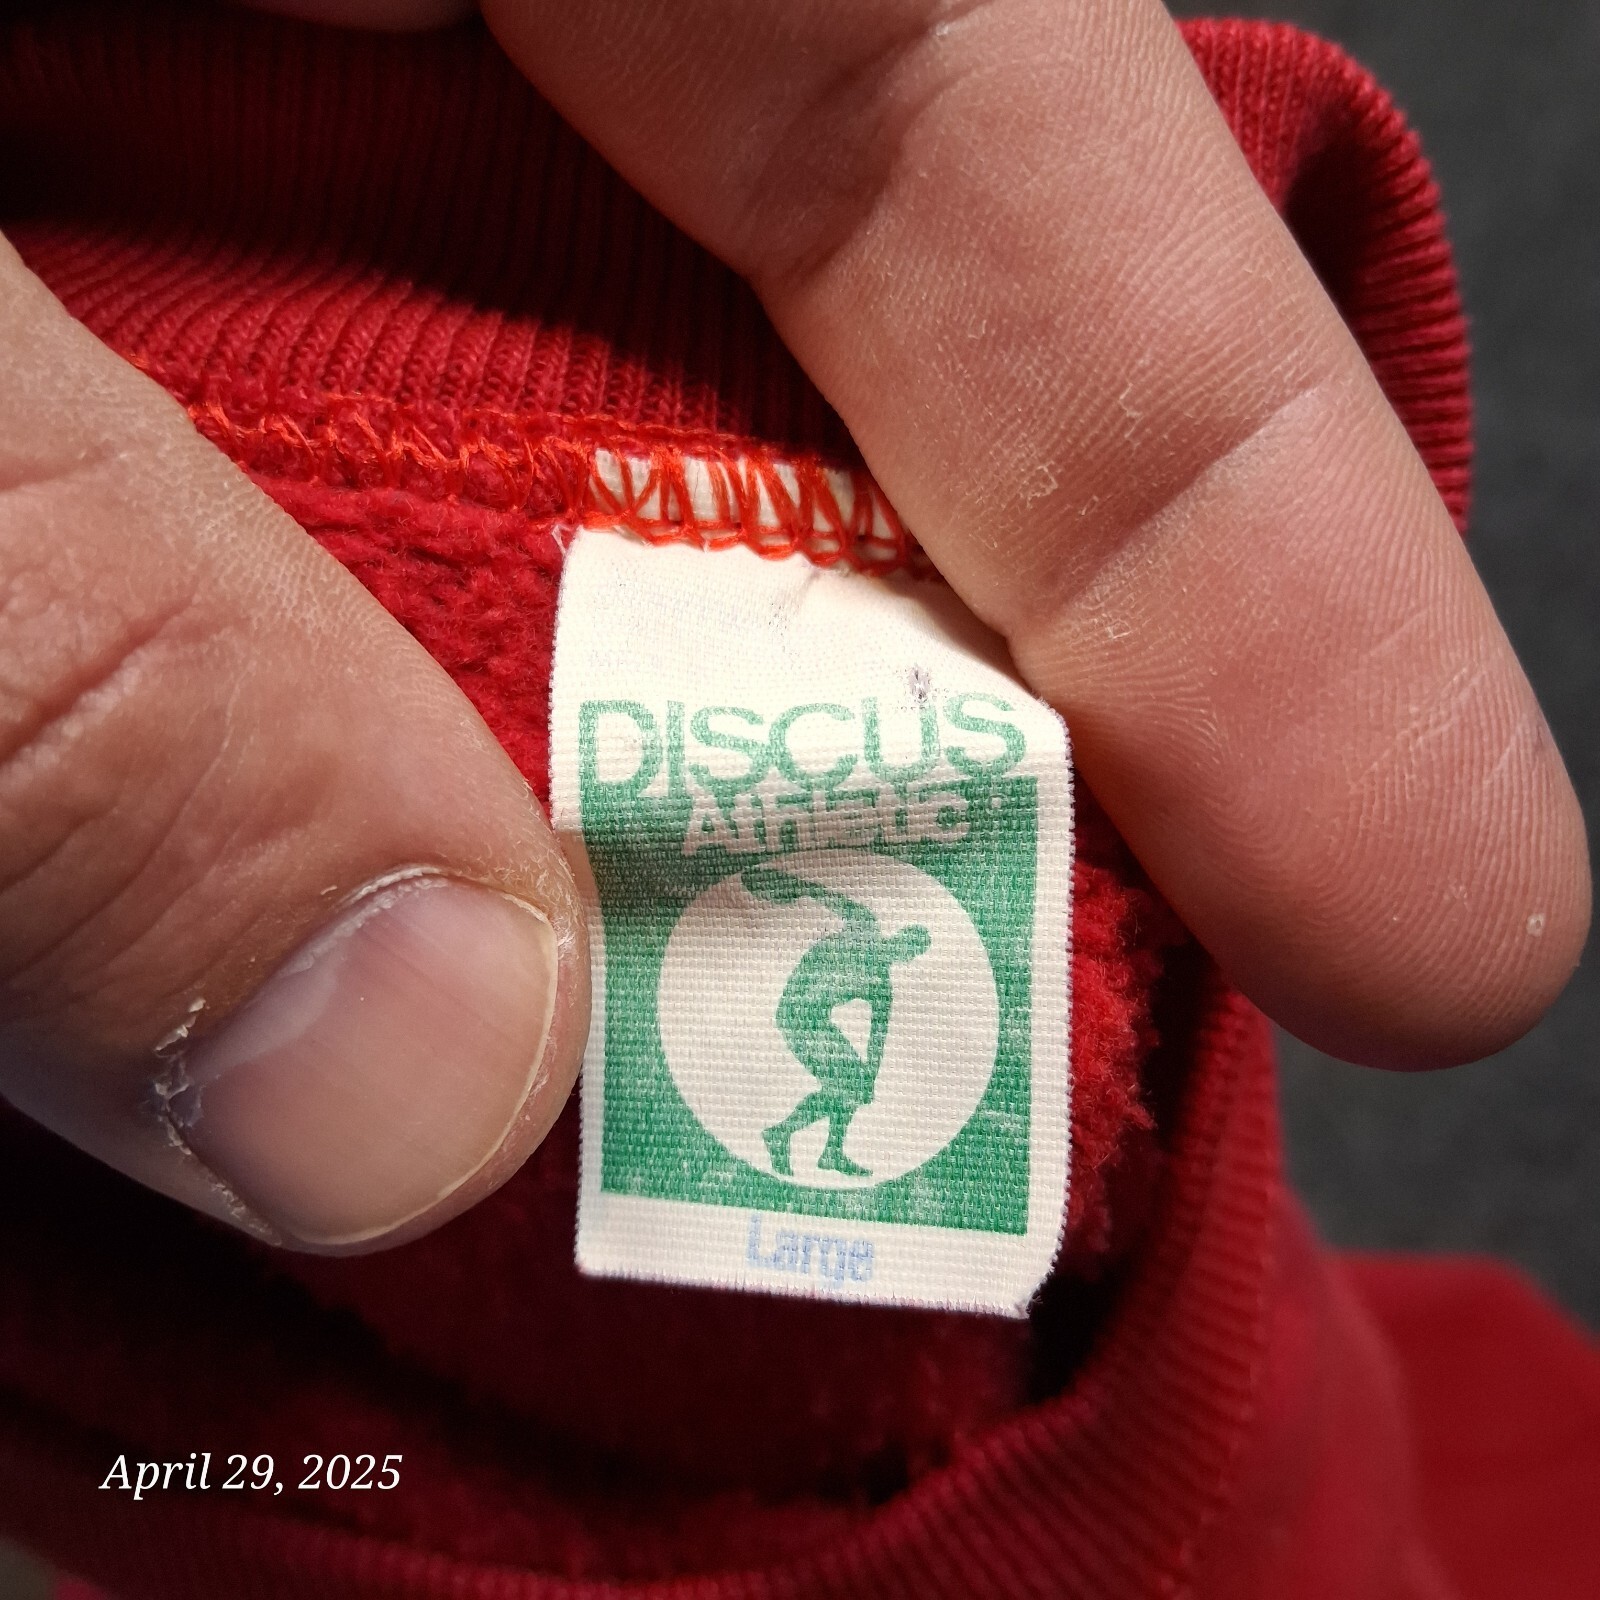 DISCUS
Athletic®
Large
April 29, 2025